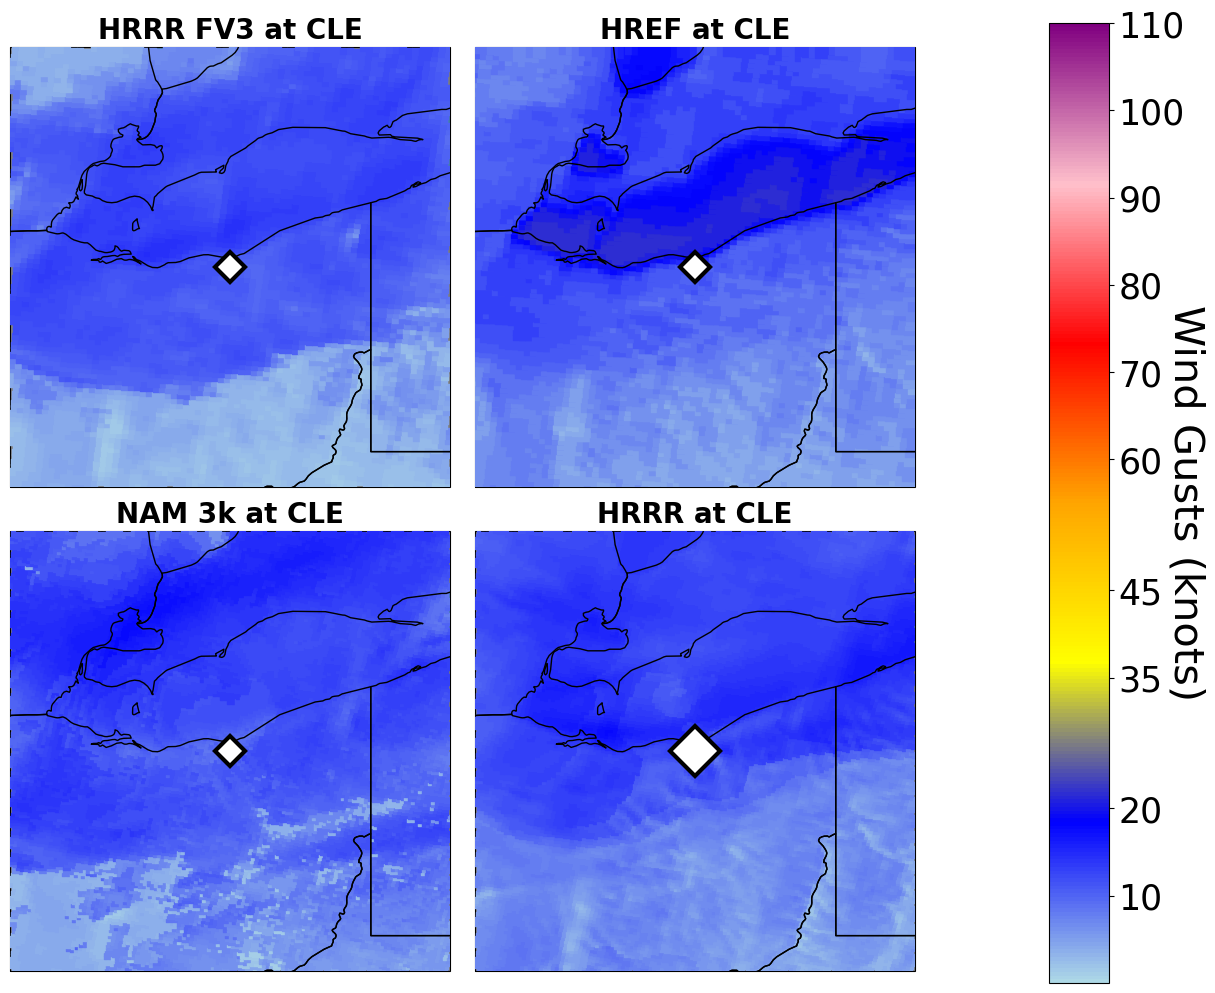 HRRR FV3 at CLE
HREF at CLE
NAM 3k at CLE
HRRR at CLE
110
100
90
80
70
60
45
35
20
10
Wind Gusts (knots)